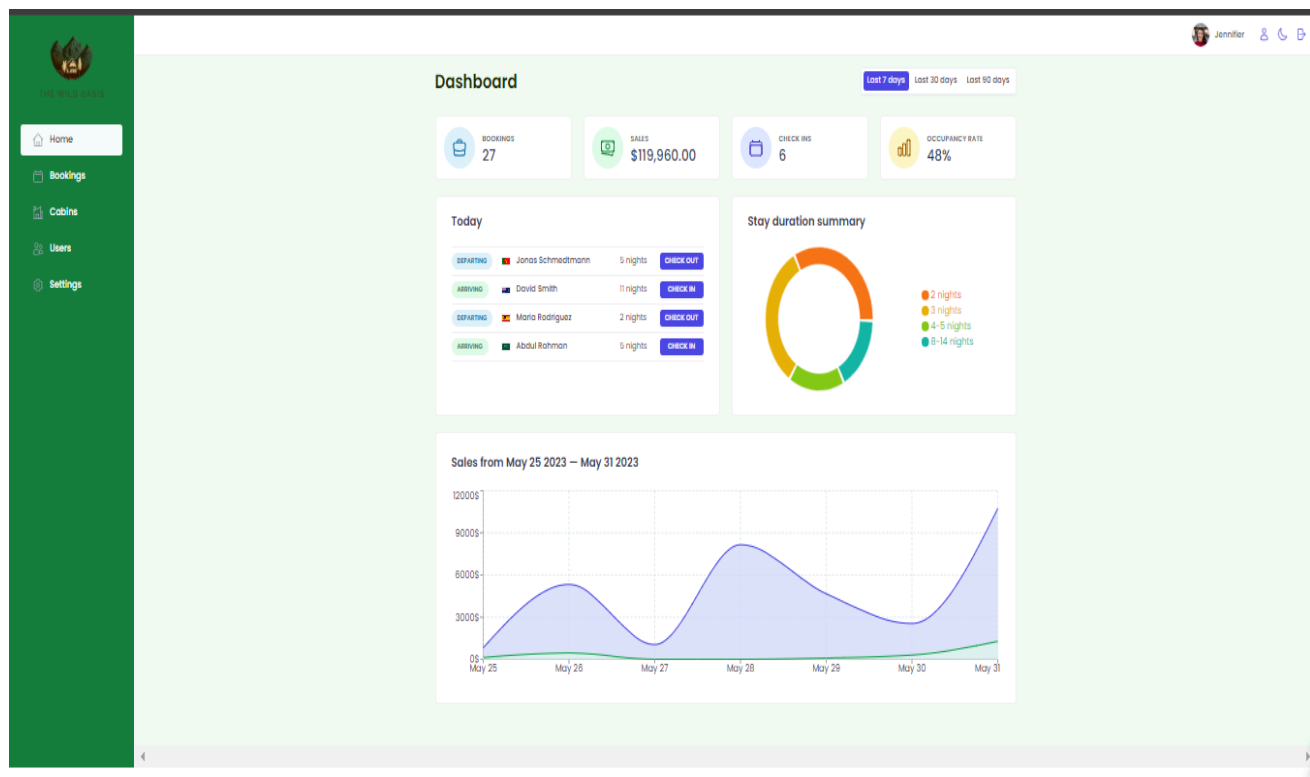 Jennifier
THE WILD OASIS
Home
Bookings
Cabins
Users
Settings
Dashboard
Last 7 days Last 30 days Last 90 days
BOOKINGS
27
SALES
$119,960.00
CHECK INS
6
OCCUPANCY RATE
48%
Today
DEPARTING Jonas Schmedtmann 5 nights CHECK OUT
ARRIVING David Smith 11 nights CHECK IN
DEPARTING Maria Rodriguez 2 nights CHECK OUT
ARRIVING Abdul Rahman 5 nights CHECK IN
Stay duration summary
2 nights
3 nights
4-5 nights
8-14 nights
Sales from May 25 2023 — May 31 2023
12000$
9000$
6000$
3000$
0$
May 25 May 26 May 27 May 28 May 29 May 30 May 31